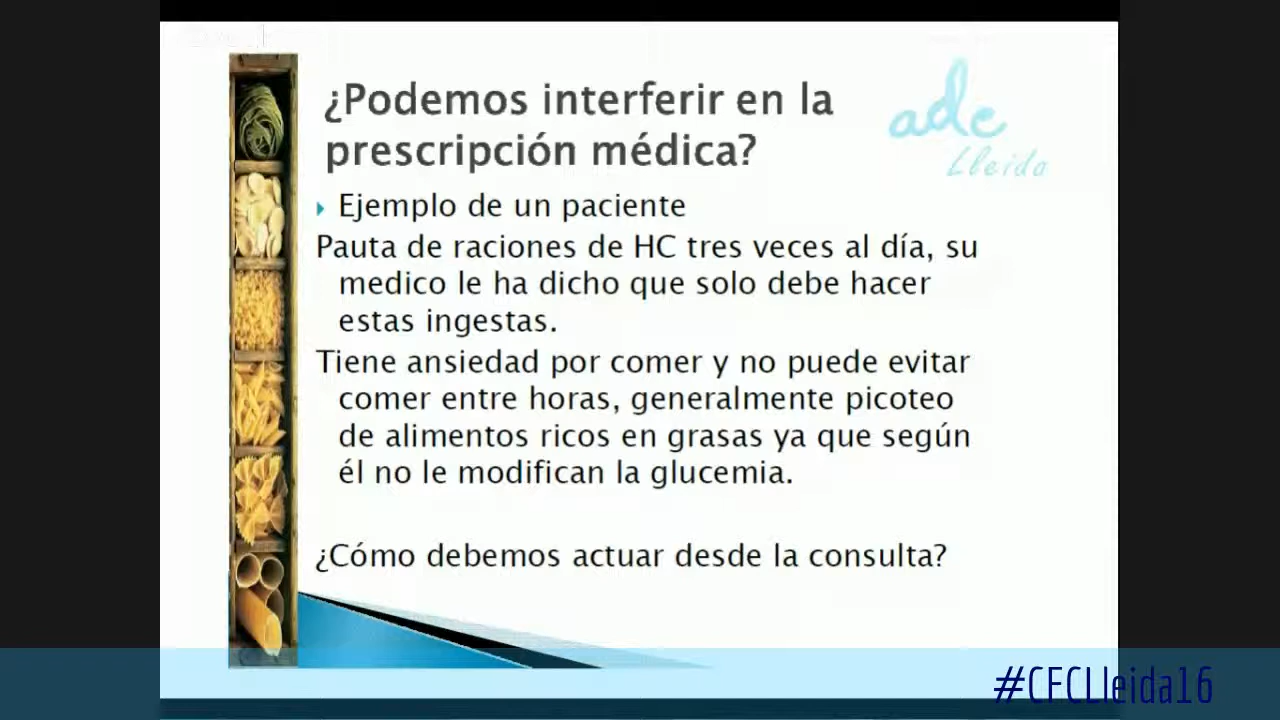 ¿Podemos interferir en la
prescripción médica?
ade
Lleida
Ejemplo de un paciente
Pauta de raciones de HC tres veces al día, su
medico le ha dicho que solo debe hacer
estas ingestas.
Tiene ansiedad por comer y no puede evitar
comer entre horas, generalmente picoteo
de alimentos ricos en grasas ya que según
él no le modifican la glucemia.
¿Cómo debemos actuar desde la consulta?
#CFCLleida16